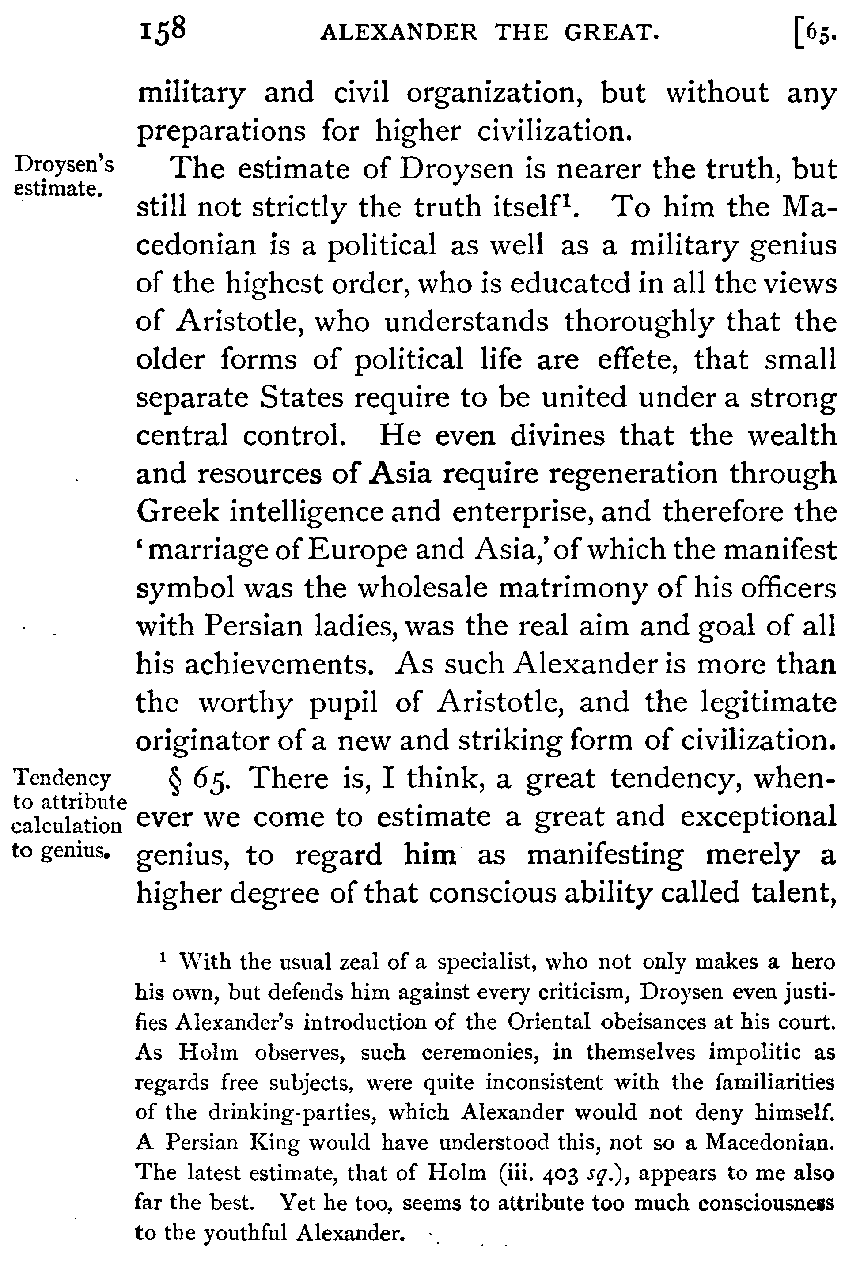 158 ALEXANDER THE GREAT. [65.
military and civil organization, but without any
preparations for higher civilization.
Droysen's
estimate.
The estimate of Droysen is nearer the truth, but
still not strictly the truth itself¹. To him the Ma-
cedonian is a political as well as a military genius
of the highest order, who is educated in all the views
of Aristotle, who understands thoroughly that the
older forms of political life are effete, that small
separate States require to be united under a strong
central control. He even divines that the wealth
and resources of Asia require regeneration through
Greek intelligence and enterprise, and therefore the
‘marriage of Europe and Asia,’ of which the manifest
symbol was the wholesale matrimony of his officers
with Persian ladies, was the real aim and goal of all
his achievements. As such Alexander is more than
the worthy pupil of Aristotle, and the legitimate
originator of a new and striking form of civilization.
Tendency
to attribute
calculation
to genius.
§ 65. There is, I think, a great tendency, when-
ever we come to estimate a great and exceptional
genius, to regard him as manifesting merely a
higher degree of that conscious ability called talent,
¹ With the usual zeal of a specialist, who not only makes a hero
his own, but defends him against every criticism, Droysen even justi-
fies Alexander's introduction of the Oriental obeisances at his court.
As Holm observes, such ceremonies, in themselves impolitic as
regards free subjects, were quite inconsistent with the familiarities
of the drinking-parties, which Alexander would not deny himself.
A Persian King would have understood this, not so a Macedonian.
The latest estimate, that of Holm (iii. 403 sq.), appears to me also
far the best. Yet he too, seems to attribute too much consciousness
to the youthful Alexander.